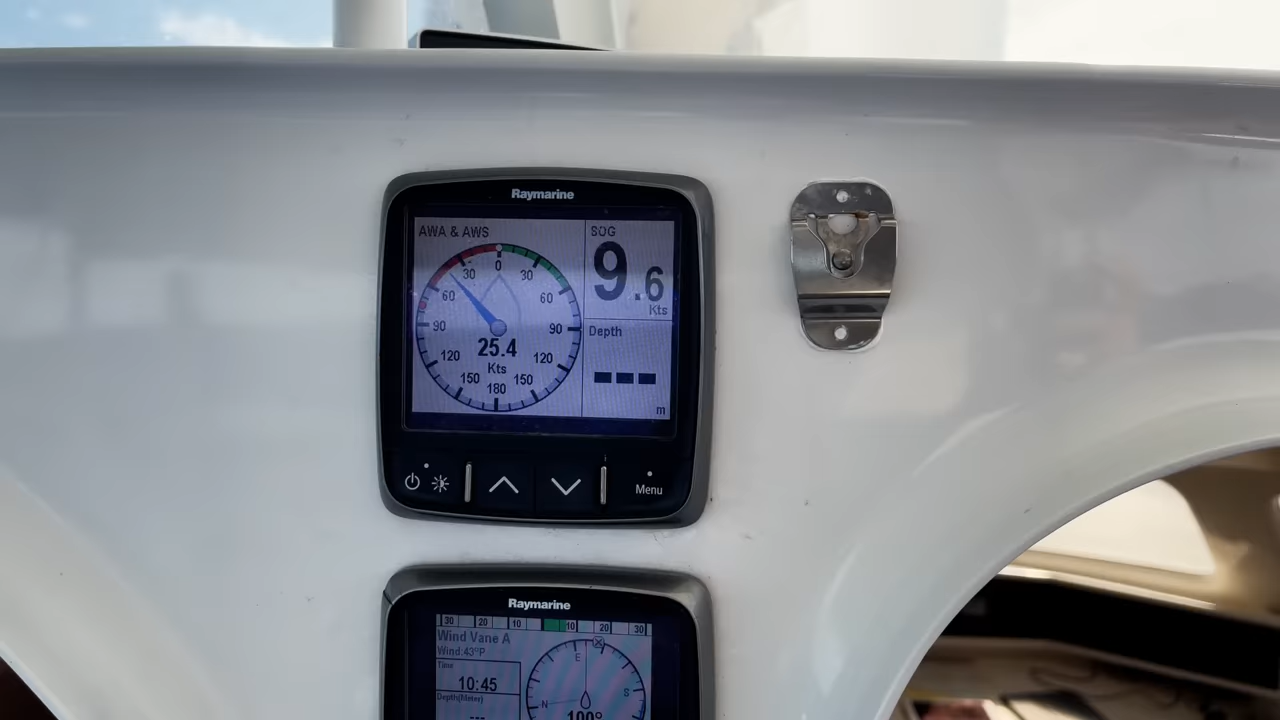 Raymarine
AWA & AWS
SOG
9.6
Kts
30 0 30
60 60
90 90
25.4
Kts
120 120
150 180 150
Depth
---
m
Menu
Raymarine
30 20 10 10 20 30
Wind Vane A
Wind:43°P
Time
10:45
Depth(Meter)
---
E
S
N
100°